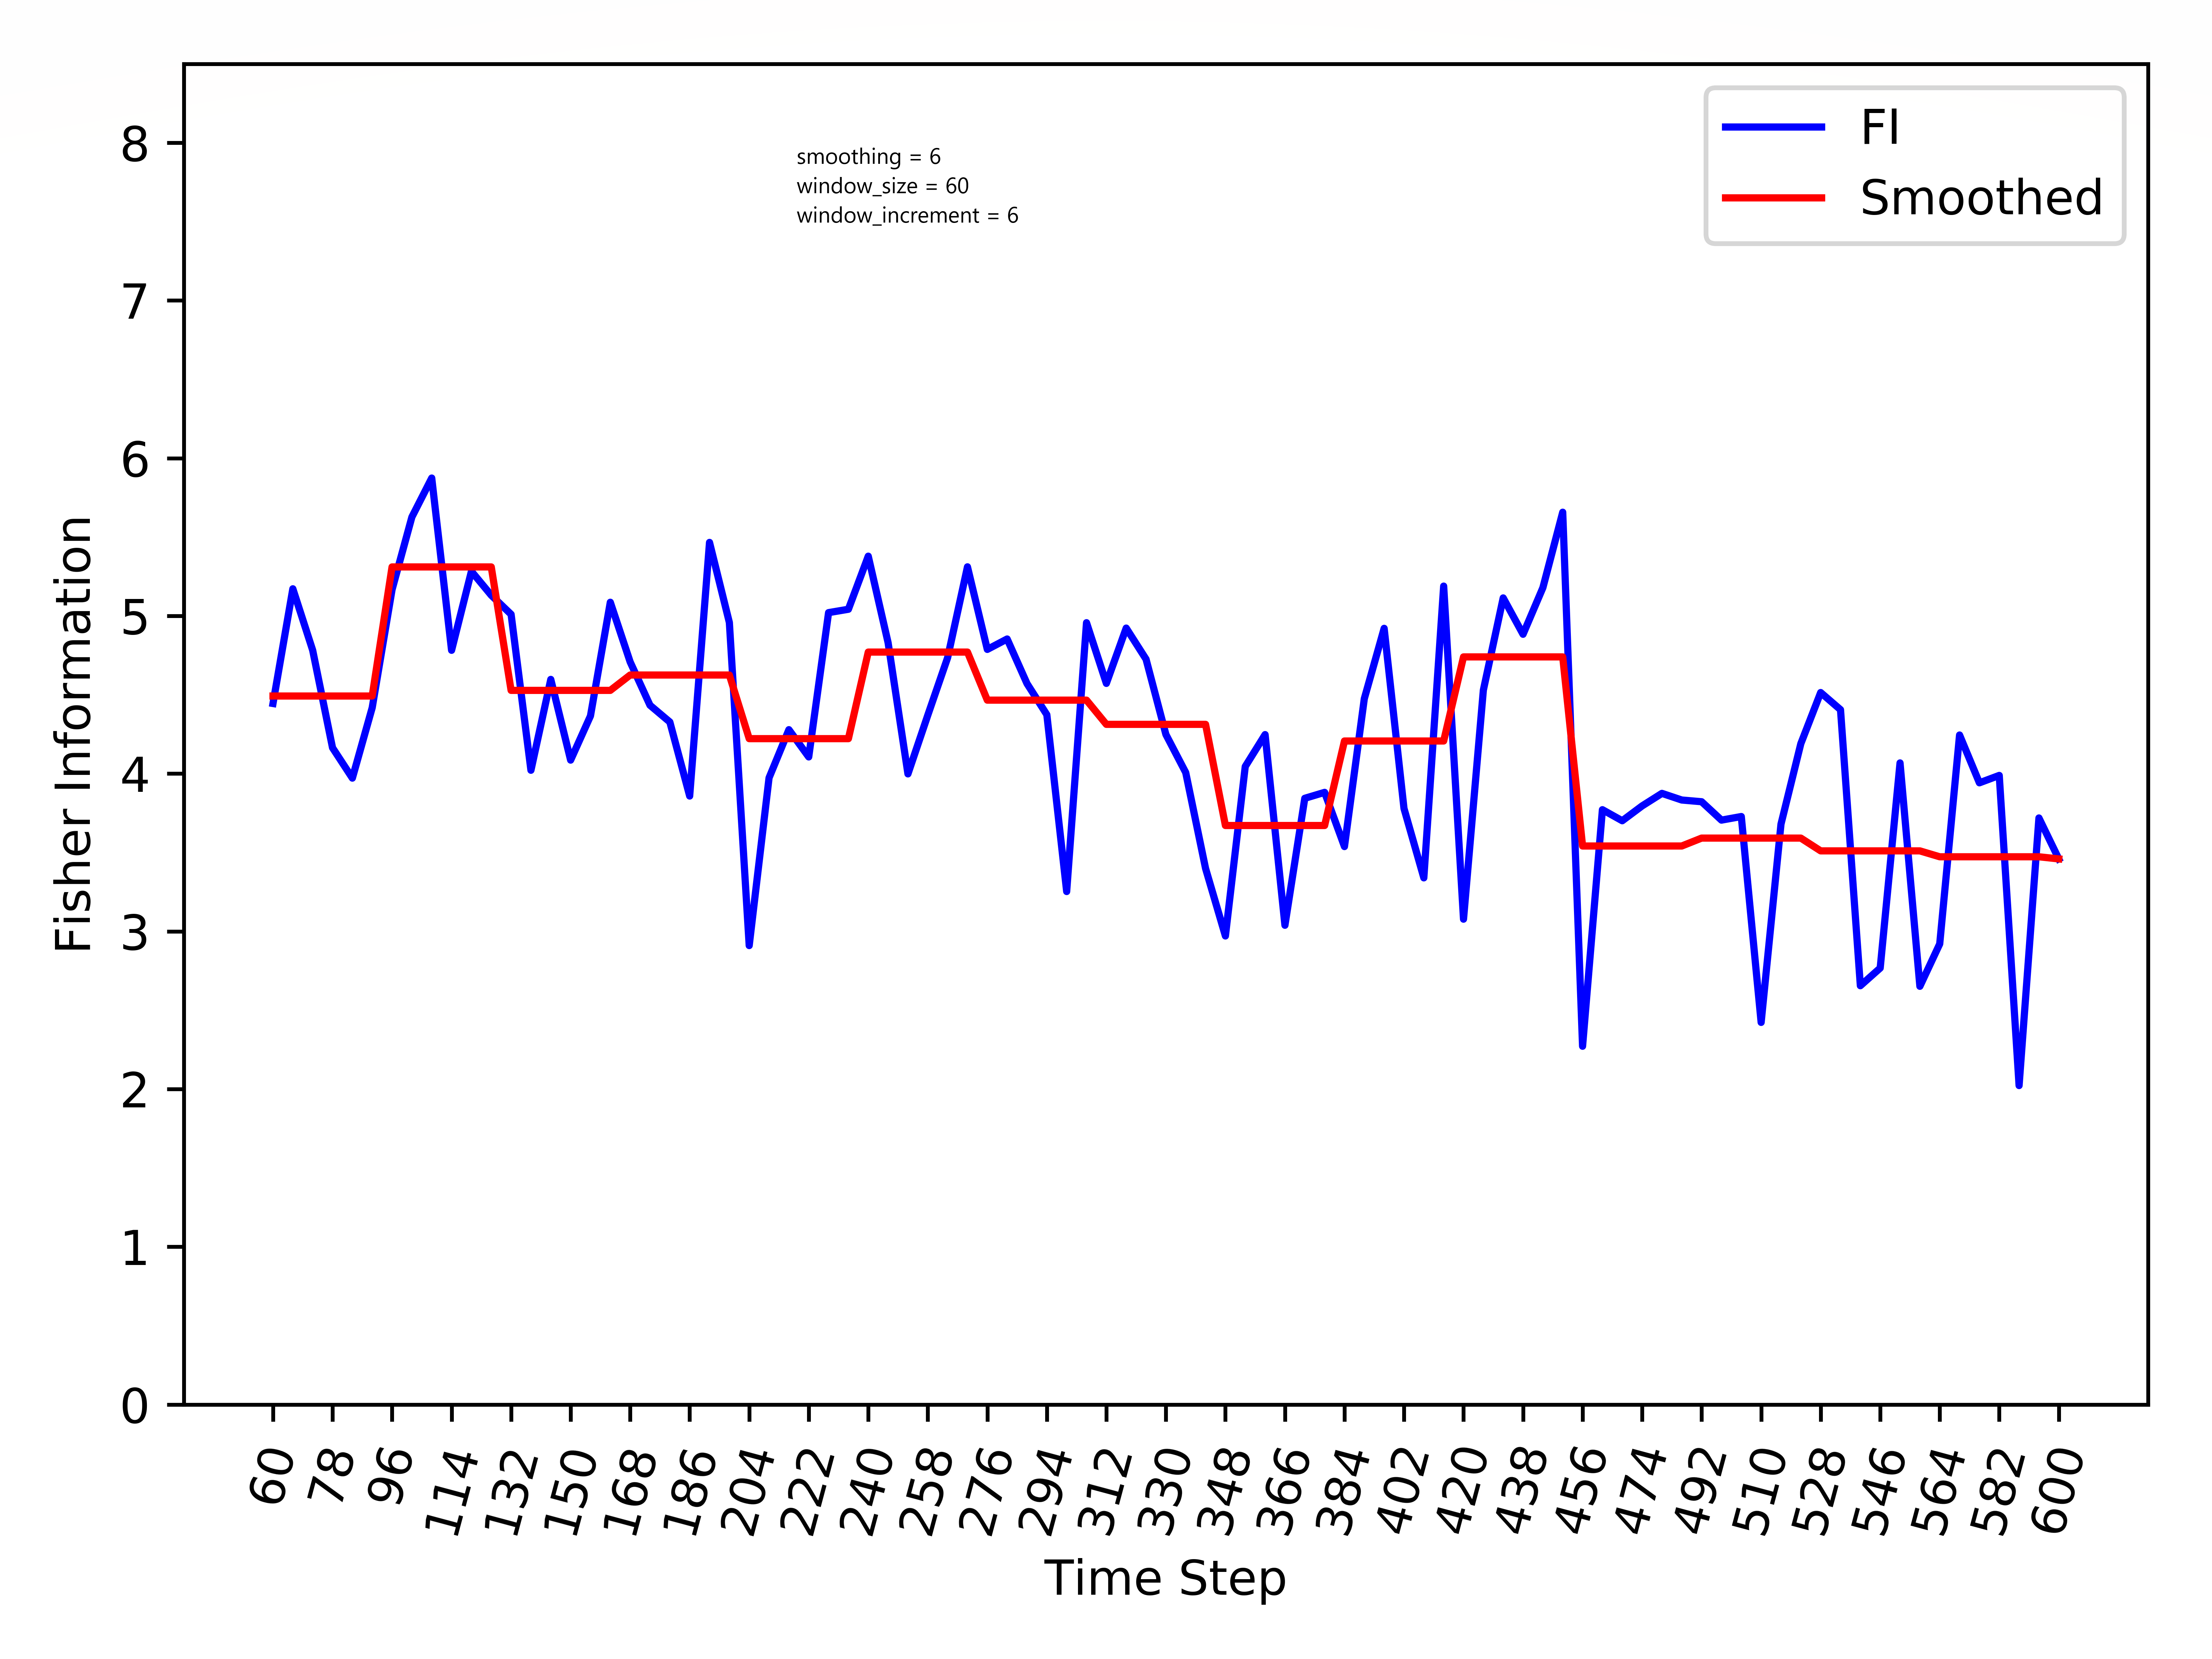 FI
Smoothed
smoothing = 6
window_size = 60
window_increment = 6
Fisher Information
8
7
6
5
4
3
2
1
0
60 78 96 114 132 150 168 186 204 222 240 258 276 294 312 330 348 366 384 402 420 438 456 474 492 510 528 546 564 582 600
Time Step